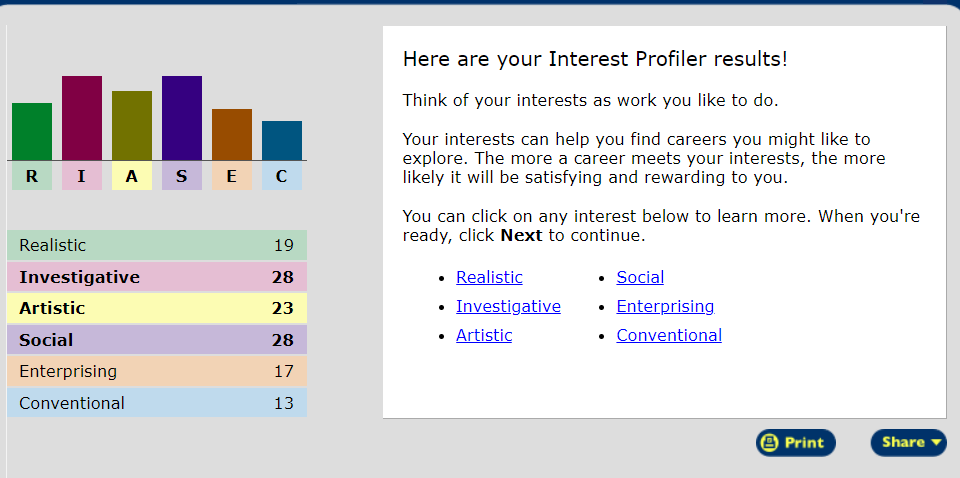 R I A S E C
Realistic 19
Investigative 28
Artistic 23
Social 28
Enterprising 17
Conventional 13
Here are your Interest Profiler results!
Think of your interests as work you like to do.
Your interests can help you find careers you might like to
explore. The more a career meets your interests, the more
likely it will be satisfying and rewarding to you.
You can click on any interest below to learn more. When you're
ready, click Next to continue.
• Realistic
• Investigative
• Artistic
• Social
• Enterprising
• Conventional
Print
Share